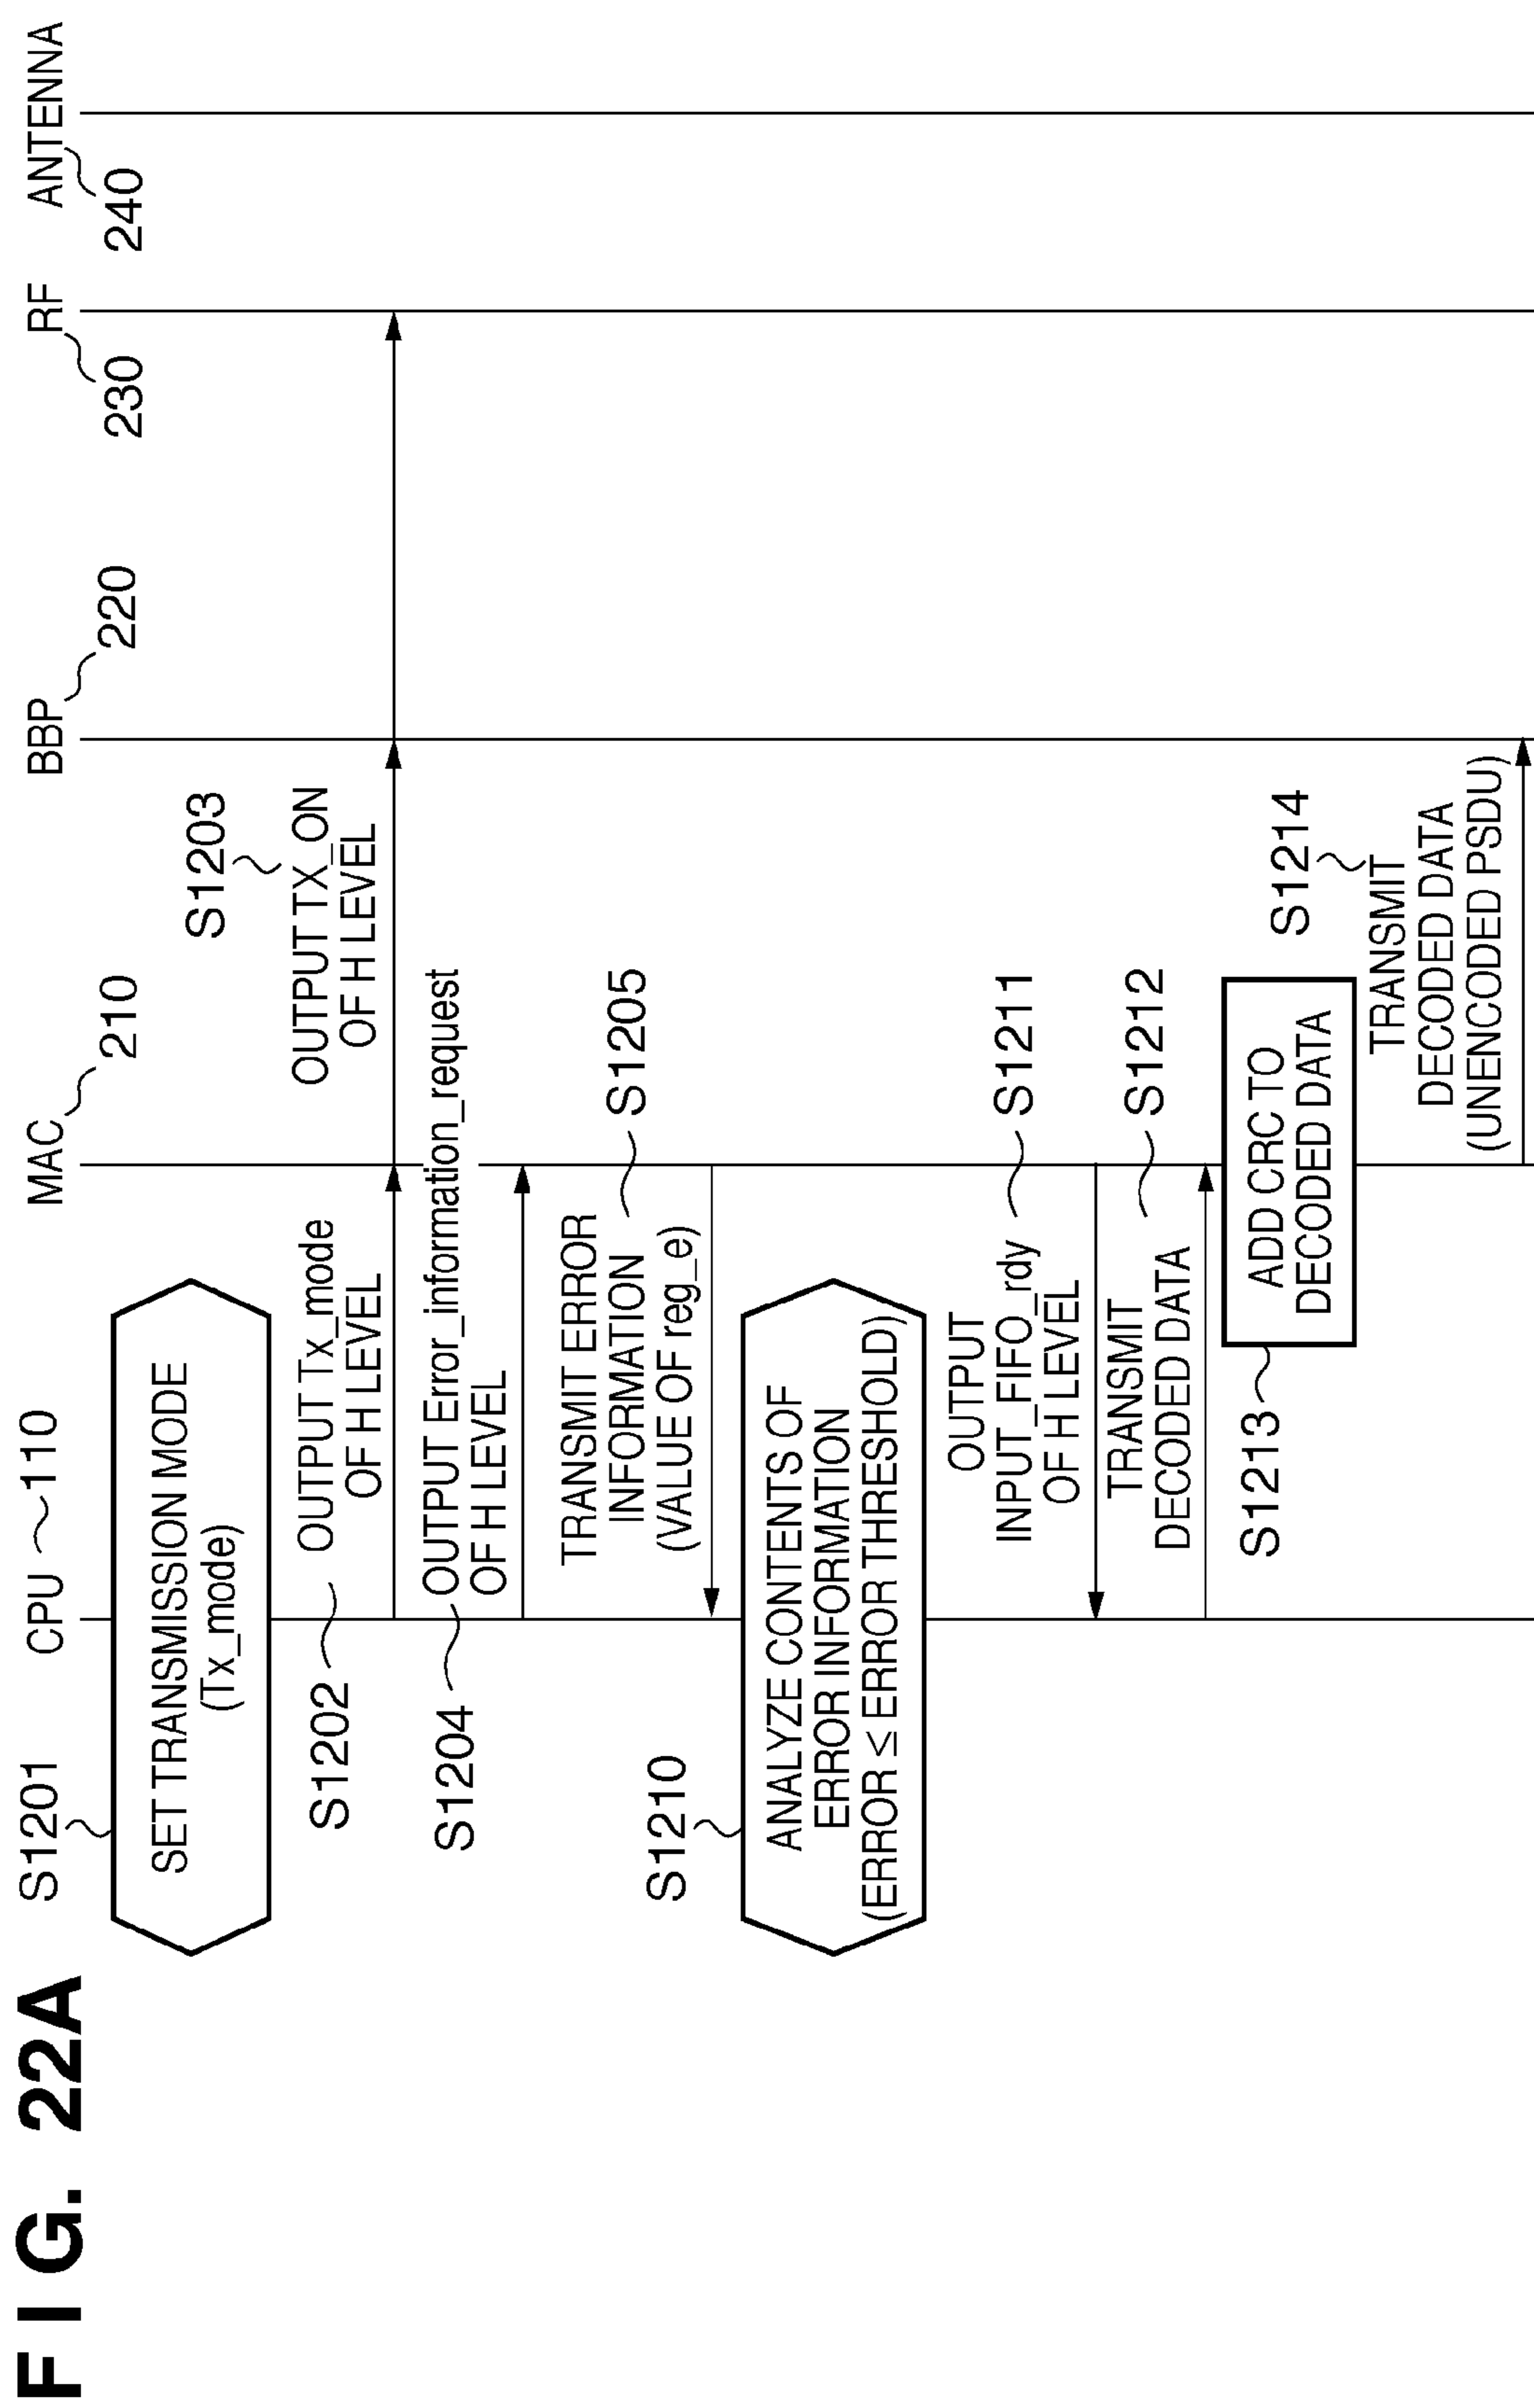 FIG. 22A
CPU 110
MAC 210
BBP 220
RF
230
ANTENNA
240
S1201
SET TRANSMISSION MODE
(Tx_mode)
S1202
OUTPUT Tx_mode
OF H LEVEL
S1203
OUTPUT TX_ON
OF H LEVEL
S1204
OUTPUT Error_information_request
OF H LEVEL
TRANSMIT ERROR
INFORMATION
(VALUE OF reg_e)
S1205
S1210
ANALYZE CONTENTS OF
ERROR INFORMATION
(ERROR ≤ ERROR THRESHOLD)
OUTPUT
INPUT_FIFO_rdy
OF H LEVEL
S1211
TRANSMIT
DECODED DATA
S1212
S1213
ADD CRC TO
DECODED DATA
S1214
TRANSMIT
DECODED DATA
(UNENCODED PSDU)